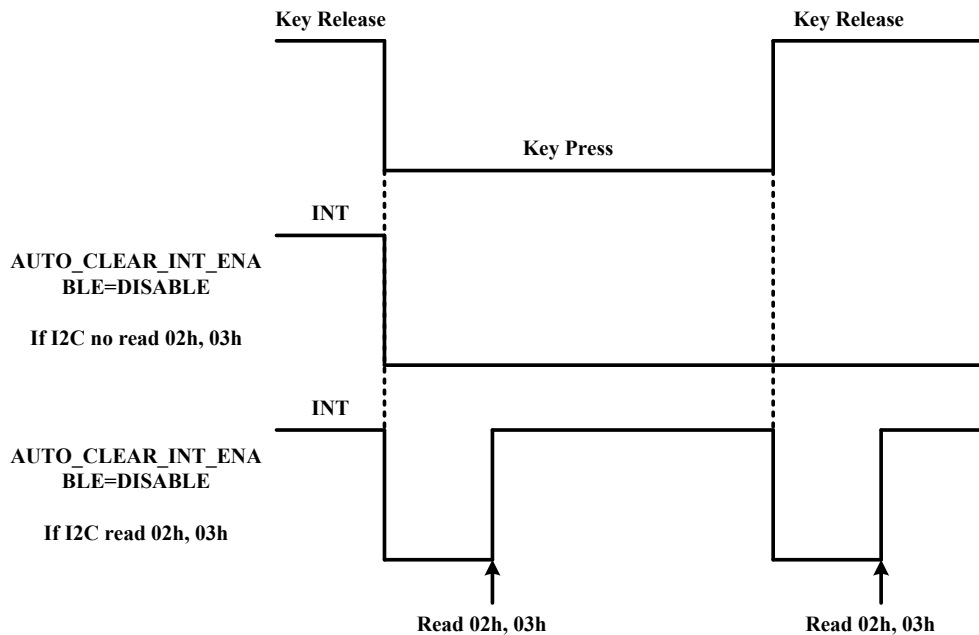 Key Release
Key Release
Key Press
INT
AUTO_CLEAR_INT_ENA
BLE=DISABLE
If I2C no read 02h, 03h
INT
AUTO_CLEAR_INT_ENA
BLE=DISABLE
If I2C read 02h, 03h
Read 02h, 03h
Read 02h, 03h